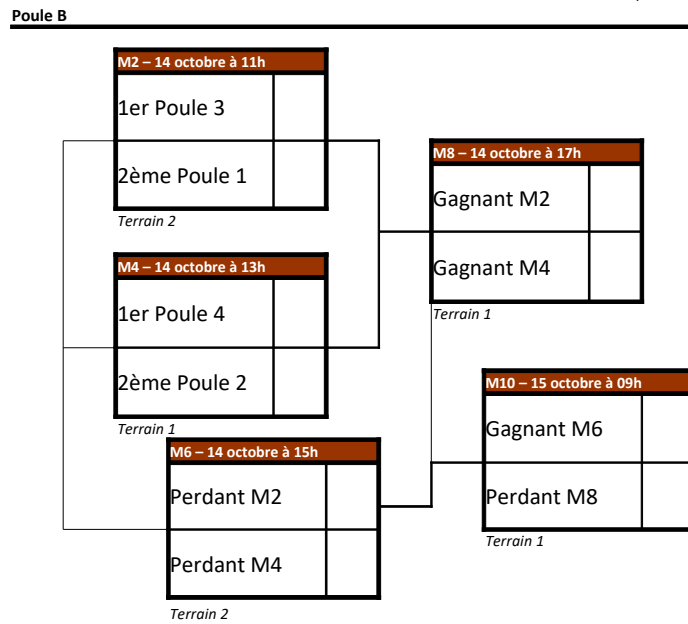 Poule B
M2 – 14 octobre à 11h
1er Poule 3
2ème Poule 1
Terrain 2
M8 – 14 octobre à 17h
Gagnant M2
Gagnant M4
Terrain 1
M4 – 14 octobre à 13h
1er Poule 4
2ème Poule 2
Terrain 1
M10 – 15 octobre à 09h
Gagnant M6
Perdant M8
Terrain 1
M6 – 14 octobre à 15h
Perdant M2
Perdant M4
Terrain 2